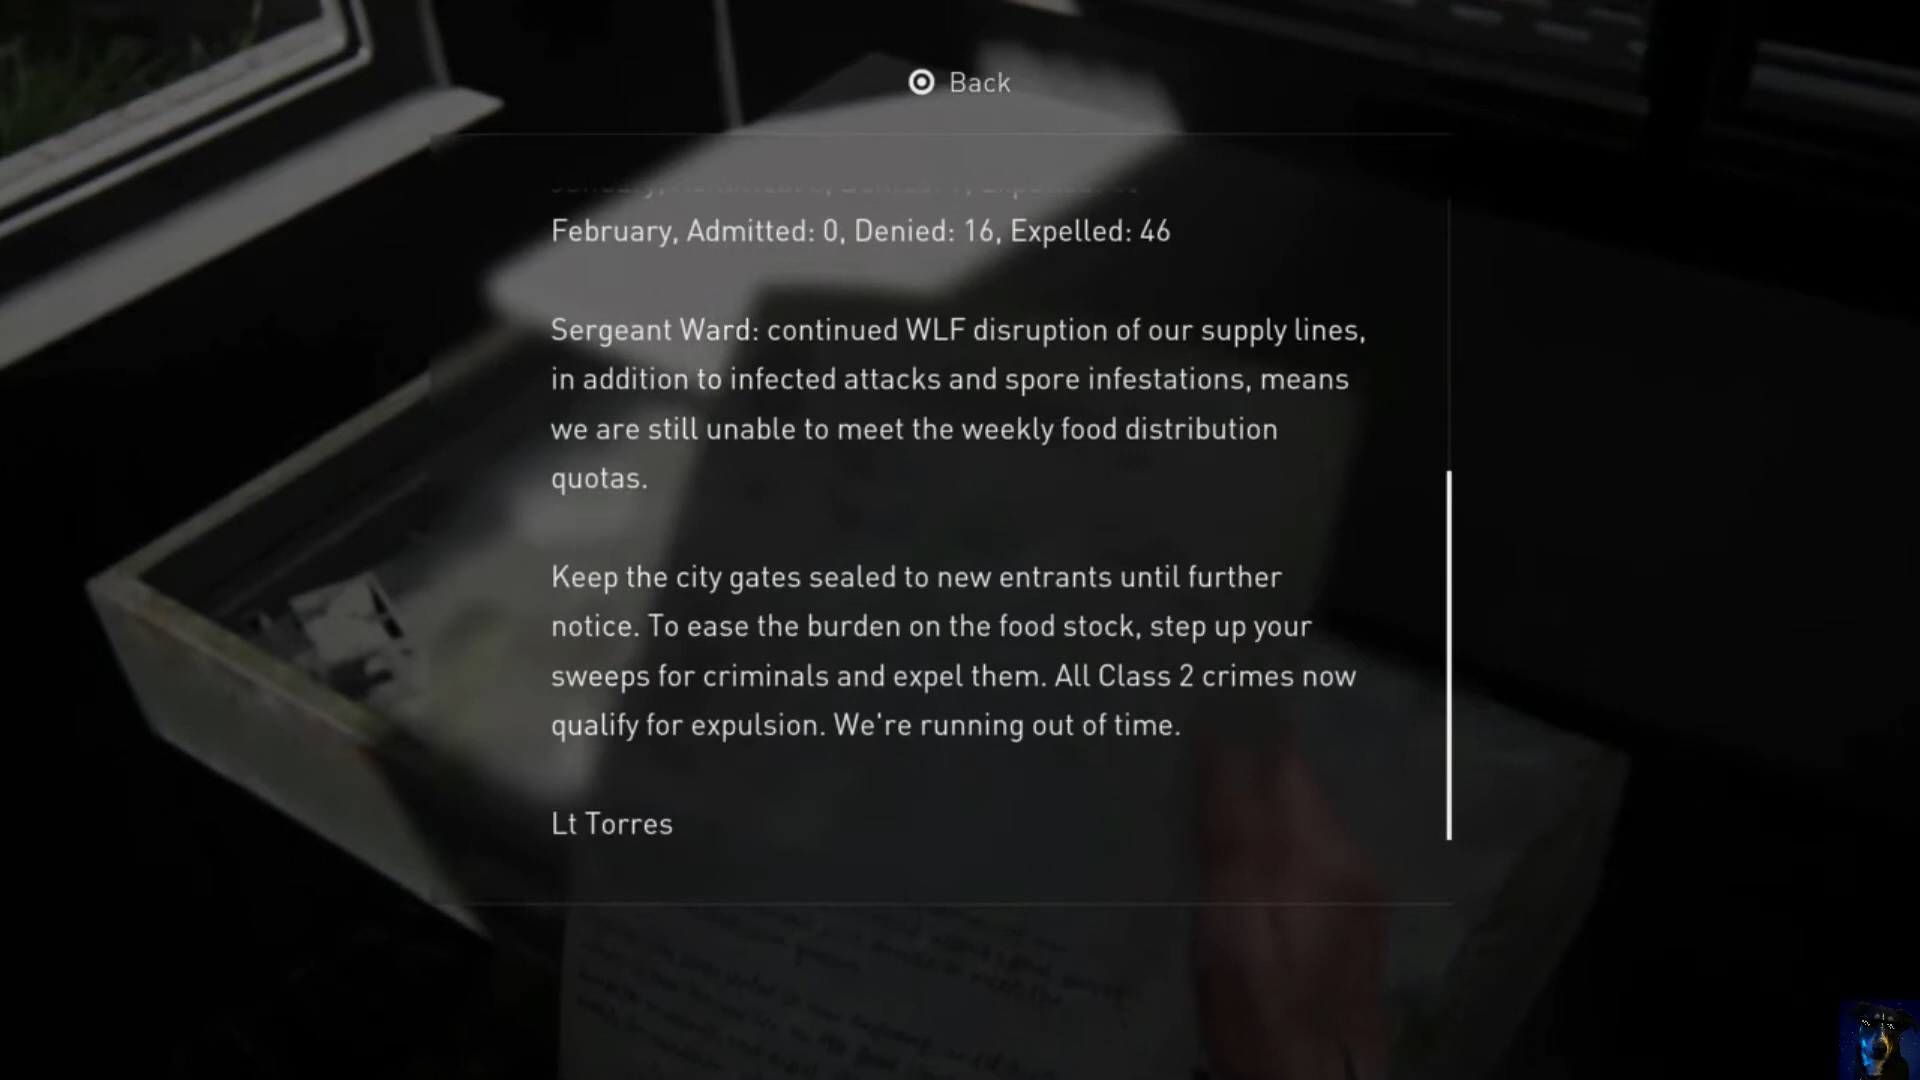 Back
February, Admitted: 0, Denied: 16, Expelled: 46
Sergeant Ward: continued WLF disruption of our supply lines,
in addition to infected attacks and spore infestations, means
we are still unable to meet the weekly food distribution
quotas.
Keep the city gates sealed to new entrants until further
notice. To ease the burden on the food stock, step up your
sweeps for criminals and expel them. All Class 2 crimes now
qualify for expulsion. We're running out of time.
Lt Torres